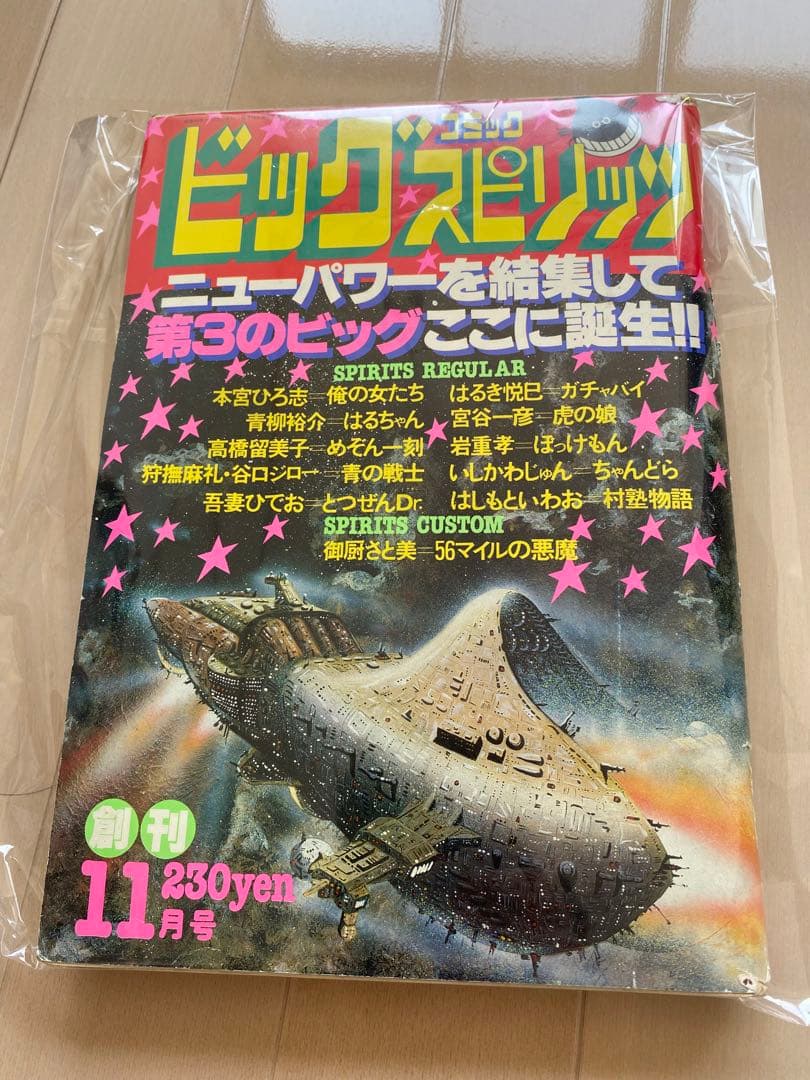 コミック
ビッグスピリッツ
ニューパワーを結集して
第3のビッグここに誕生!!
SPIRITS REGULAR
本宮ひろ志=俺の女たち はるき悦巳=ガチャバイ
青柳裕介=はるちゃん 宮谷一彦=虎の娘
高橋留美子=めぞん一刻 岩重孝=ぼっけもん
狩撫麻礼・谷口ジロー=青の戦士 いしかわじゅん=ちゃんどら
吾妻ひでお=とつぜんDr. はしもといわお=村塾物語
SPIRITS CUSTOM
御厨さと美=56マイルの悪魔
創刊
11月号
230yen